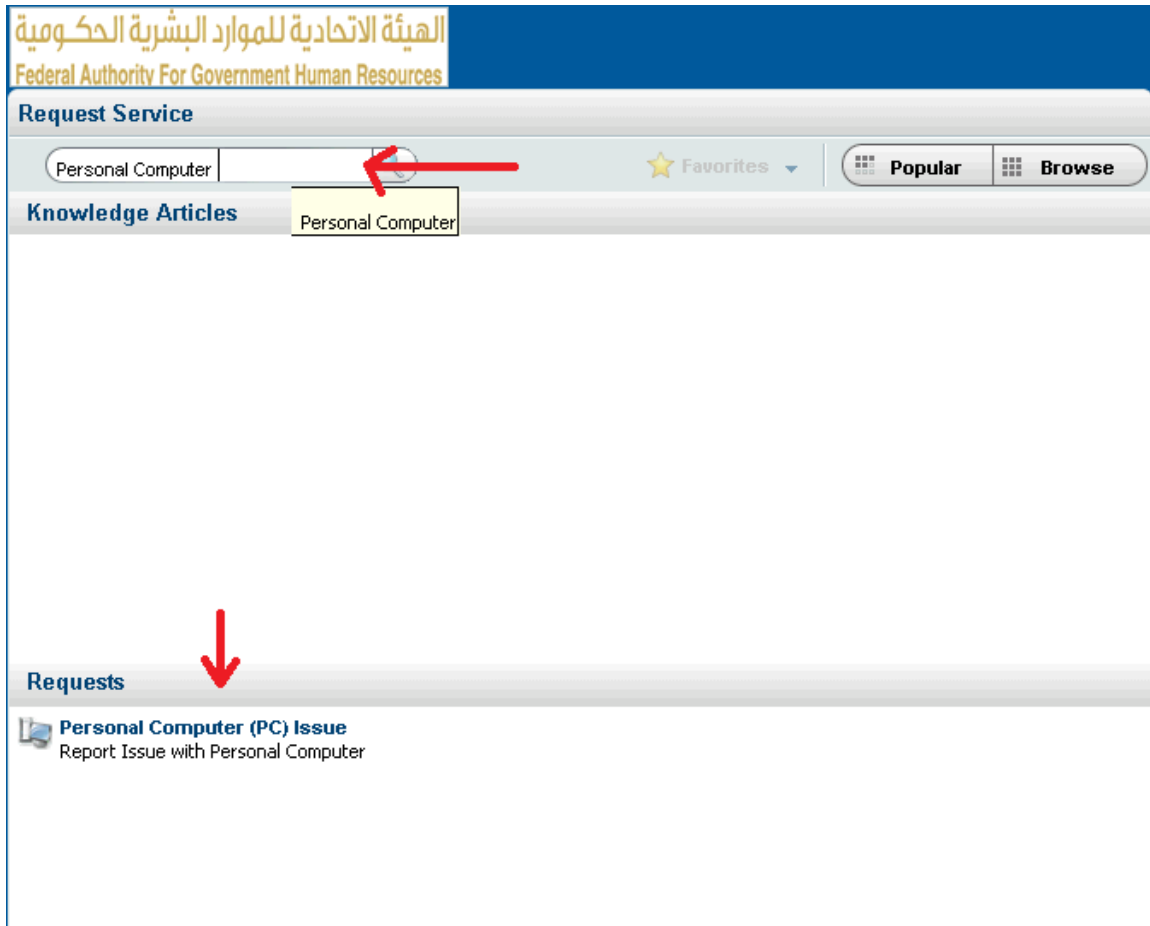 الهيئة الاتحادية للموارد البشرية الحكومية
Federal Authority For Government Human Resources
Request Service
Personal Computer
Favorites
Popular
Browse
Knowledge Articles
Personal Computer
Requests
Personal Computer (PC) Issue
Report Issue with Personal Computer